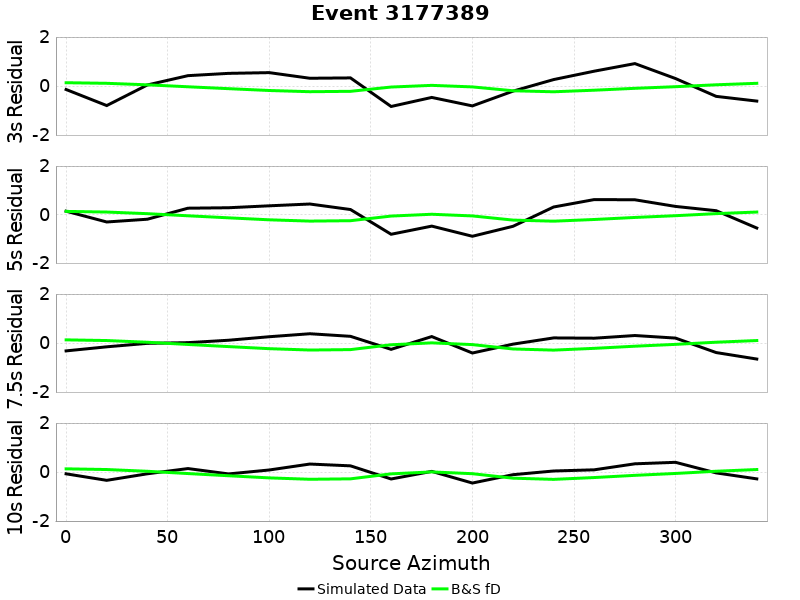 Event 3177389
3s Residual
2
0
-2
5s Residual
2
0
-2
7.5s Residual
2
0
-2
10s Residual
2
0
-2
0 50 100 150 200 250 300
Source Azimuth
Simulated Data B&S fD